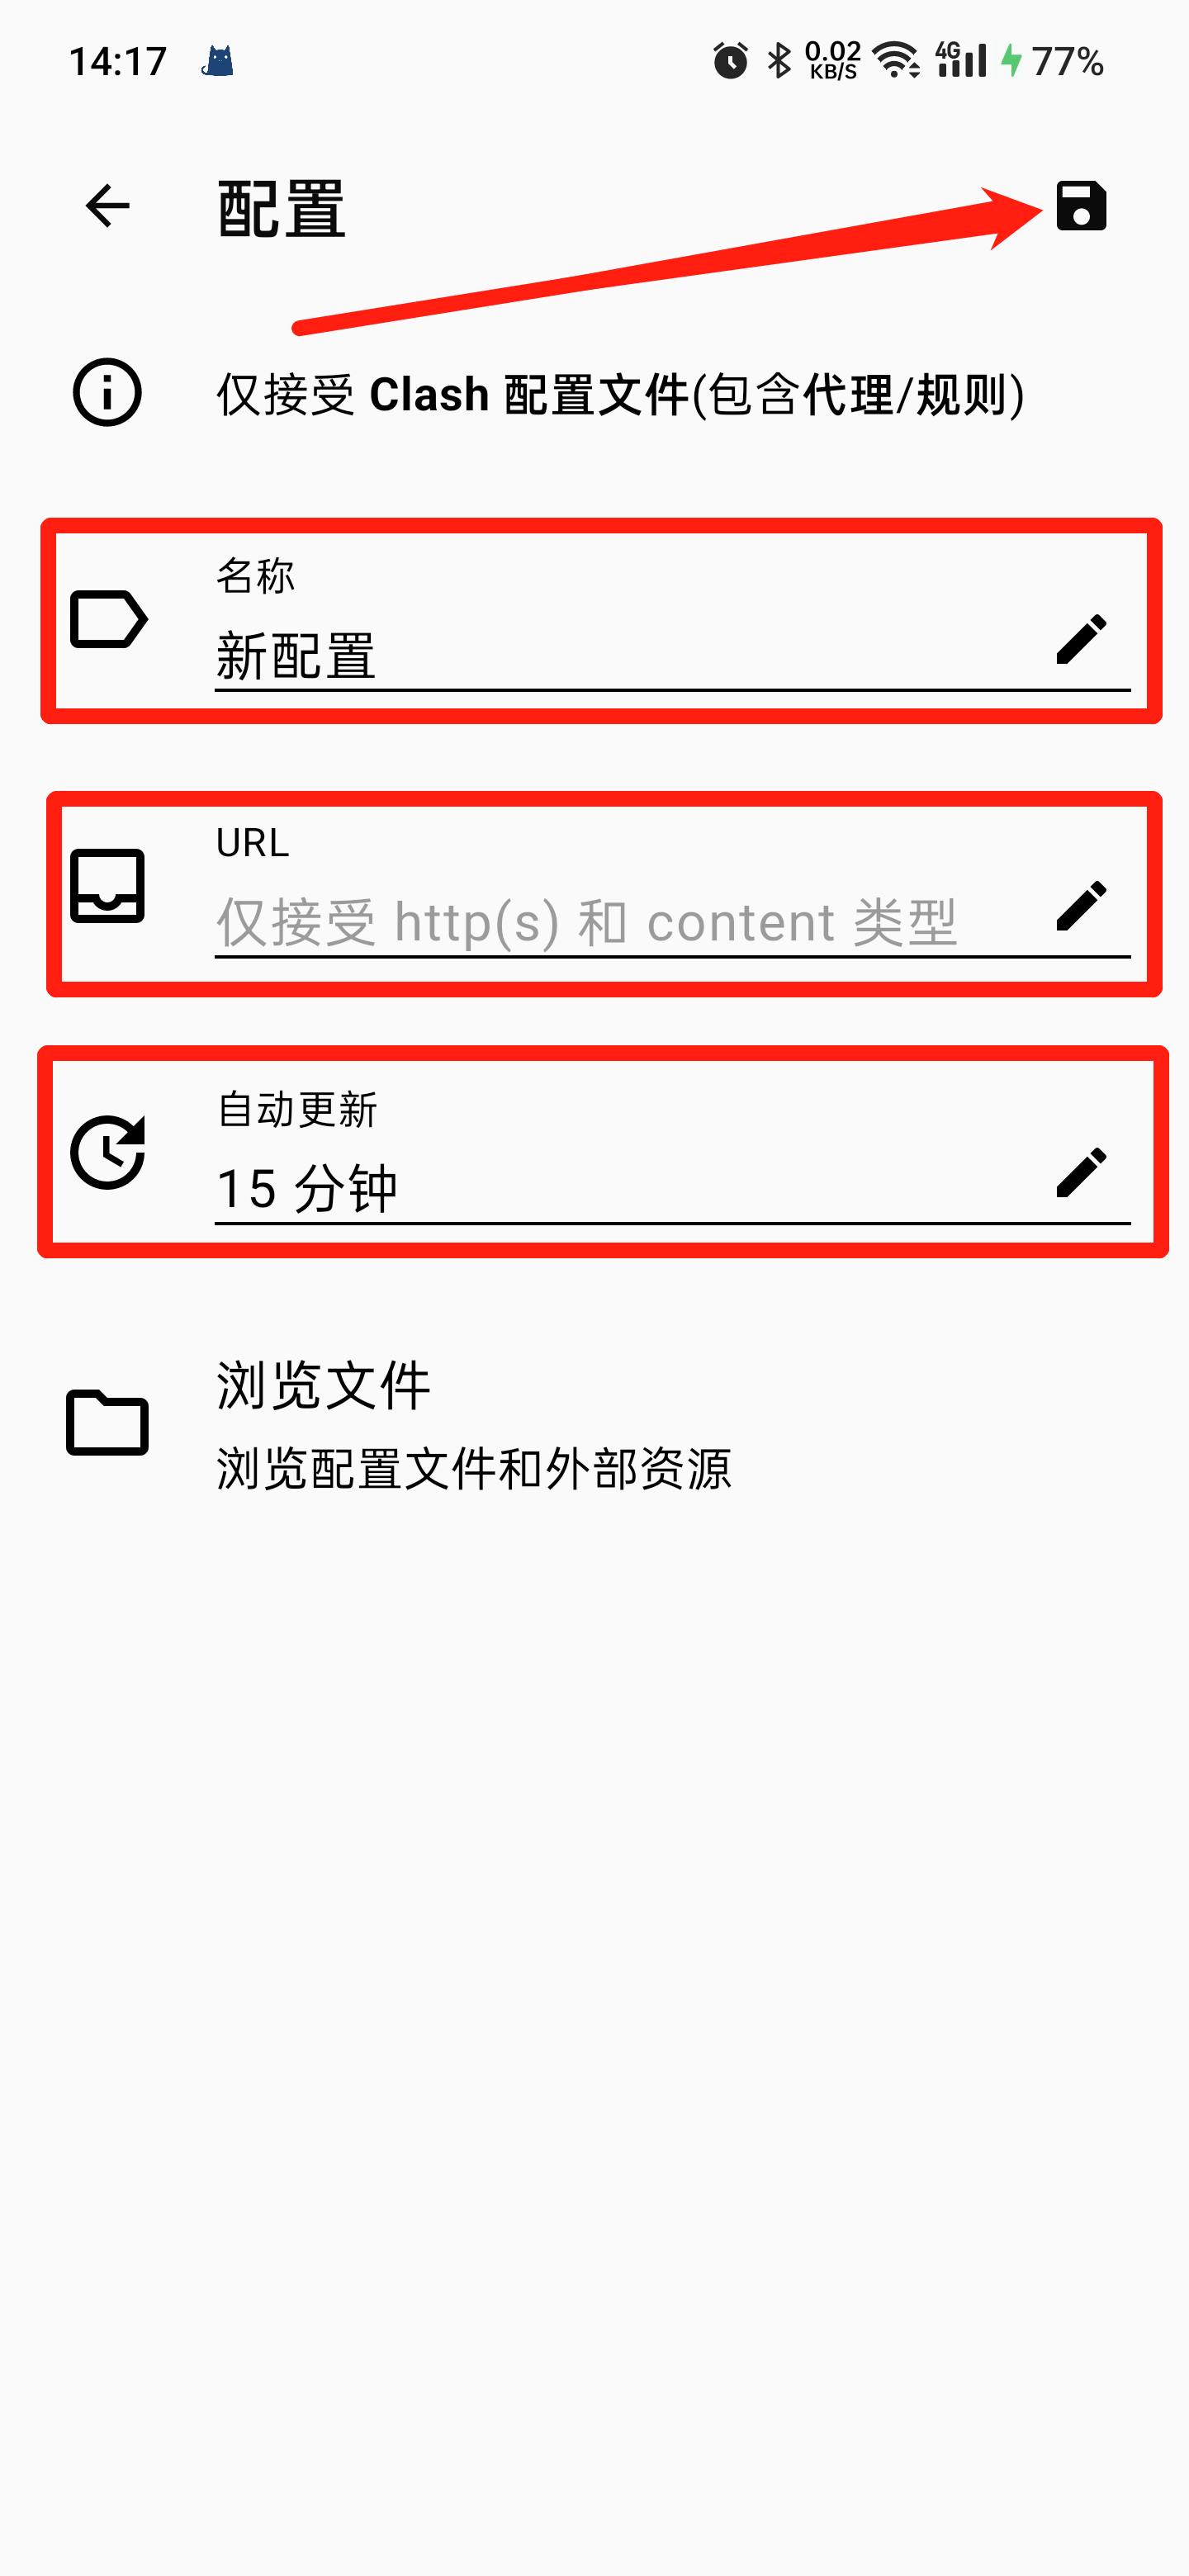 14:17
0.02 KB/S 4G 77%
配置
仅接受 Clash 配置文件(包含代理/规则)
名称
新配置
URL
仅接受 http(s) 和 content 类型
自动更新
15 分钟
浏览文件
浏览配置文件和外部资源